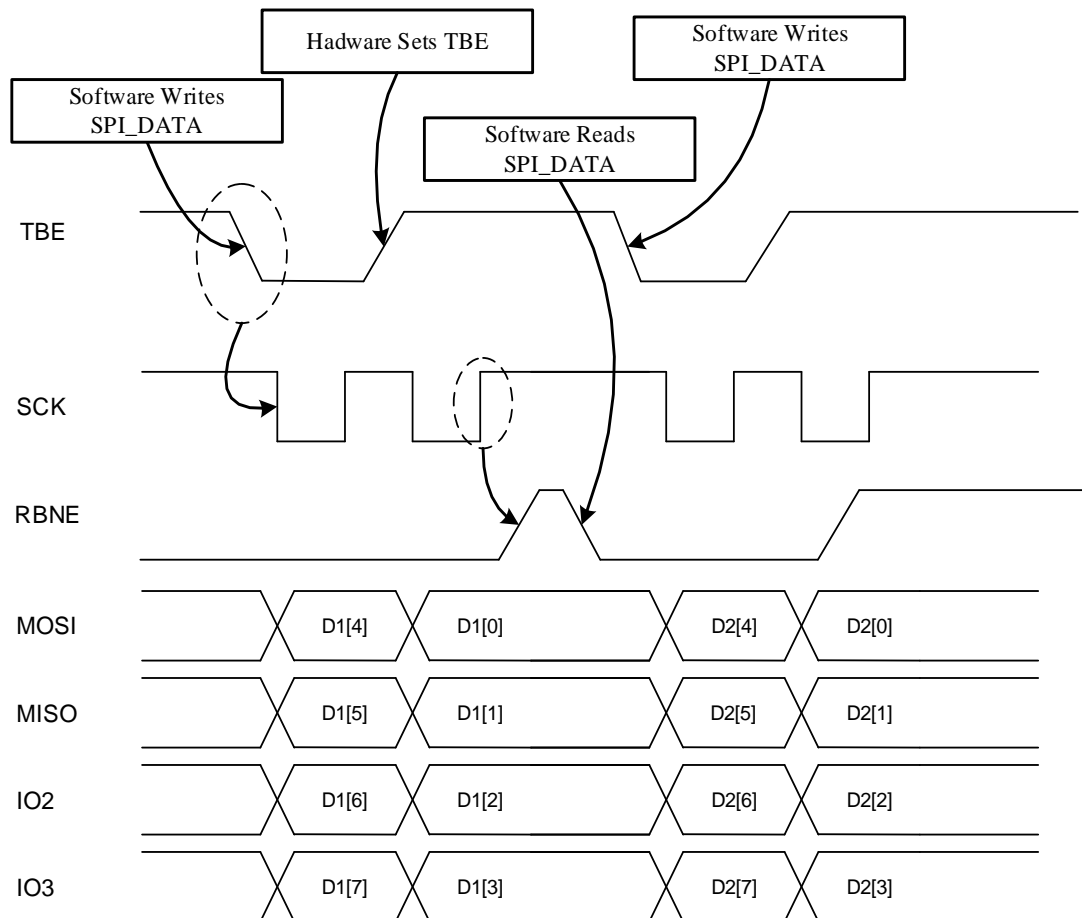 Hadware Sets TBE
Software Writes
SPI_DATA
Software Writes
SPI_DATA
Software Reads
SPI_DATA
TBE
SCK
RBNE
MOSI D1[4] D1[0] D2[4] D2[0]
MISO D1[5] D1[1] D2[5] D2[1]
IO2 D1[6] D1[2] D2[6] D2[2]
IO3 D1[7] D1[3] D2[7] D2[3]